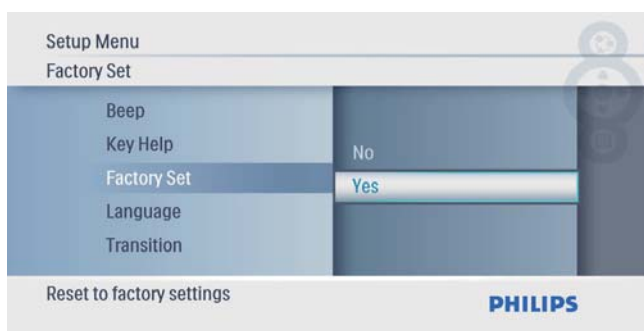 Setup Menu
Factory Set
Beep
Key Help
Factory Set
Language
Transition
No
Yes
Reset to factory settings
PHILIPS